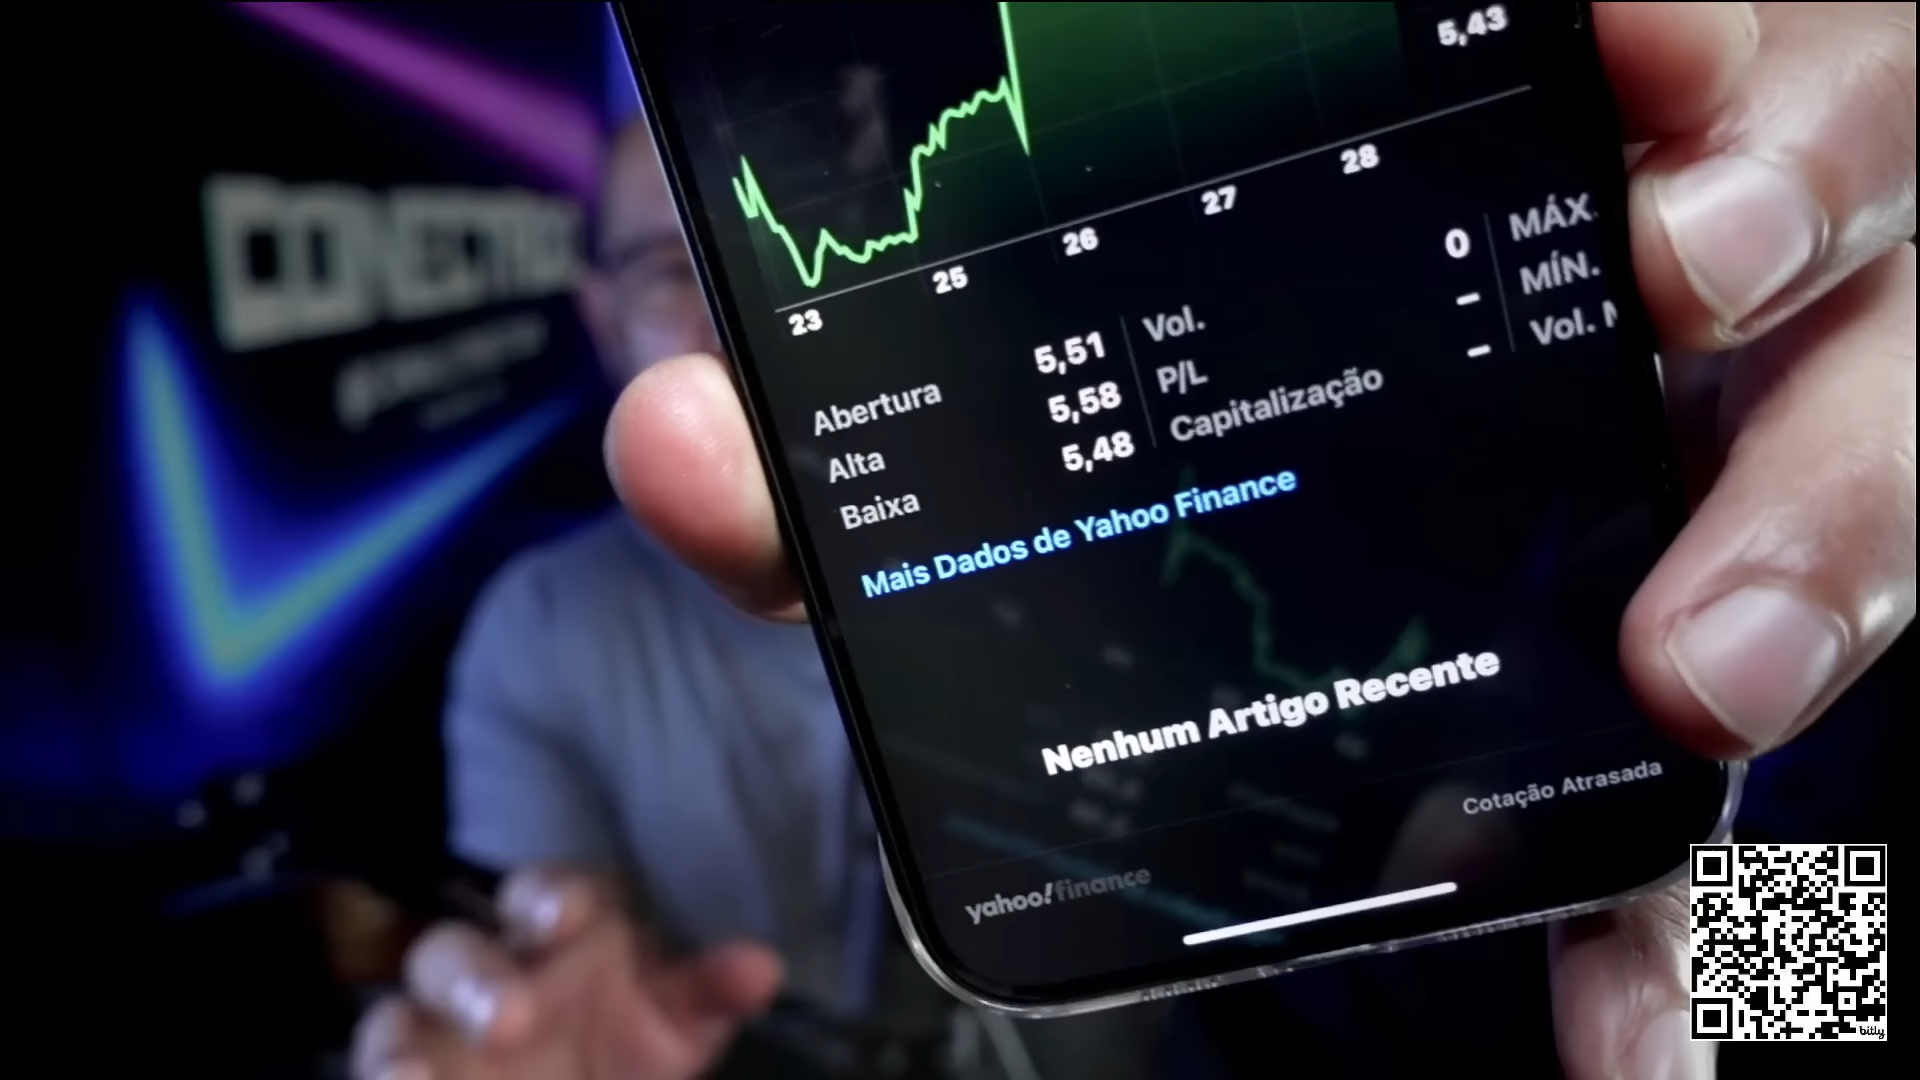 5,43
23 25 26 27 28
Abertura 5,51
Alta 5,58
Baixa 5,48
Vol. 0
P/L –
Capitalização –
MÁX.
MÍN.
Vol.
Mais Dados de Yahoo Finance
Nenhum Artigo Recente
Cotação Atrasada
yahoo!finance
bitly